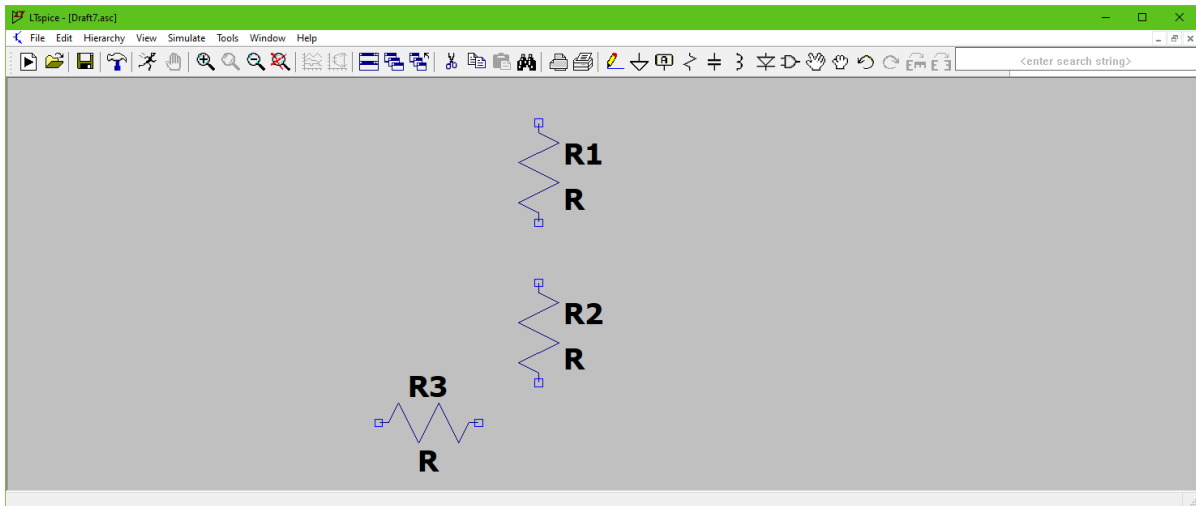 LTspice - [Draft7.asc]
File Edit Hierarchy View Simulate Tools Window Help
<enter search string>
R1
R
R2
R
R3
R